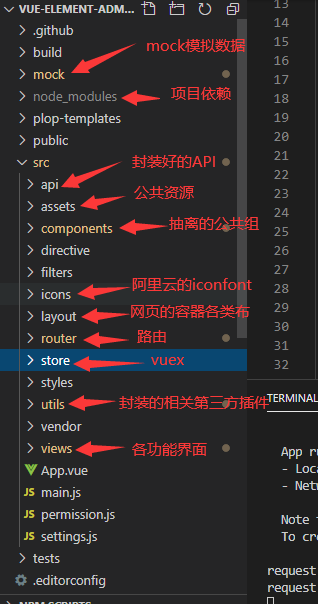 VUE-ELEMENT-ADM...
.github
build
mock
mock模拟数据
node_modules
项目依赖
plop-templates
public
src
api
封装好的API
assets
公共资源
components
抽离的公共组
directive
filters
icons
阿里云的iconfont
layout
网页的容器各类布
router
路由
store
vuex
styles
utils
封装的相关第三方插件
vendor
views
各功能界面
App.vue
JS main.js
JS permission.js
JS settings.js
tests
.editorconfig
13
14
15
16
17
18
19
20
21
22
23
24
25
26
27
28
29
30
31
32
TERMINAL
App ru
- Loca
- Netw
Note t
To cre
request
request